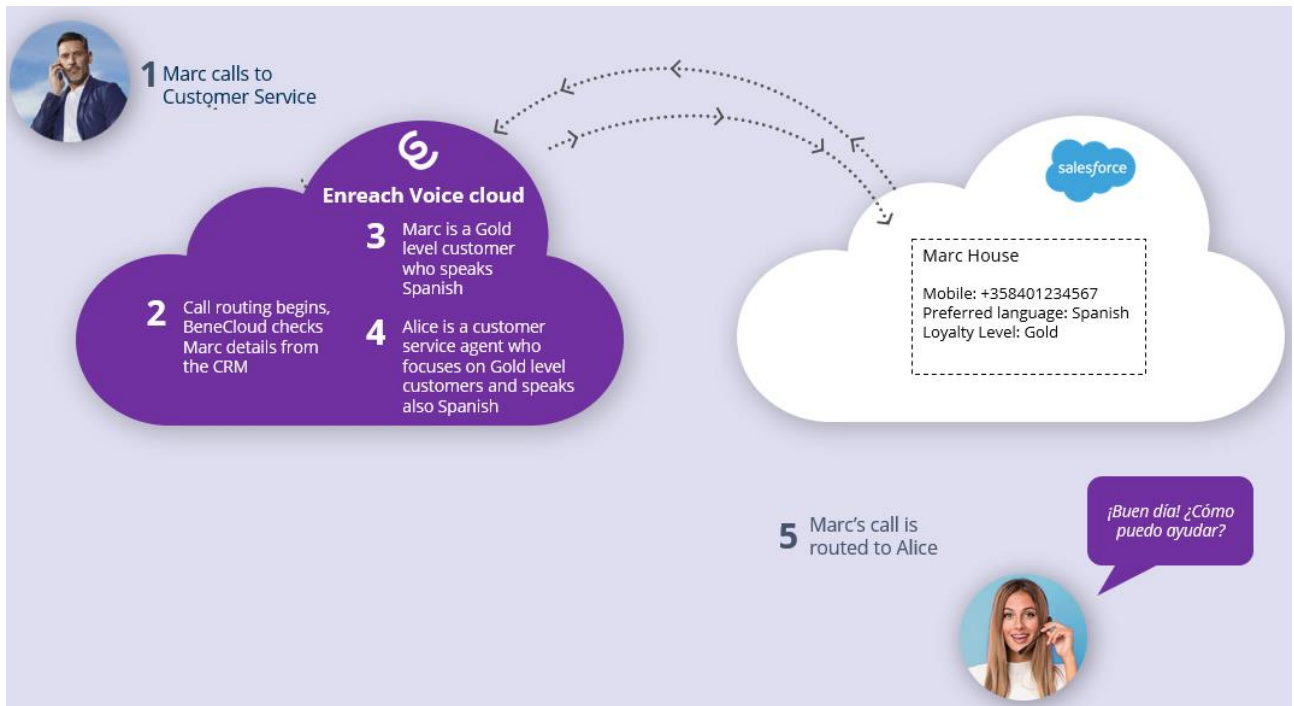 1 Marc calls to
Customer Service
Enreach Voice cloud
2 Call routing begins,
BeneCloud checks
Marc details from
the CRM
3 Marc is a Gold
level customer
who speaks
Spanish
4 Alice is a customer
service agent who
focuses on Gold level
customers and speaks
also Spanish
salesforce
Marc House
Mobile: +358401234567
Preferred language: Spanish
Loyalty Level: Gold
5 Marc's call is
routed to Alice
¡Buen día! ¿Cómo
puedo ayudar?